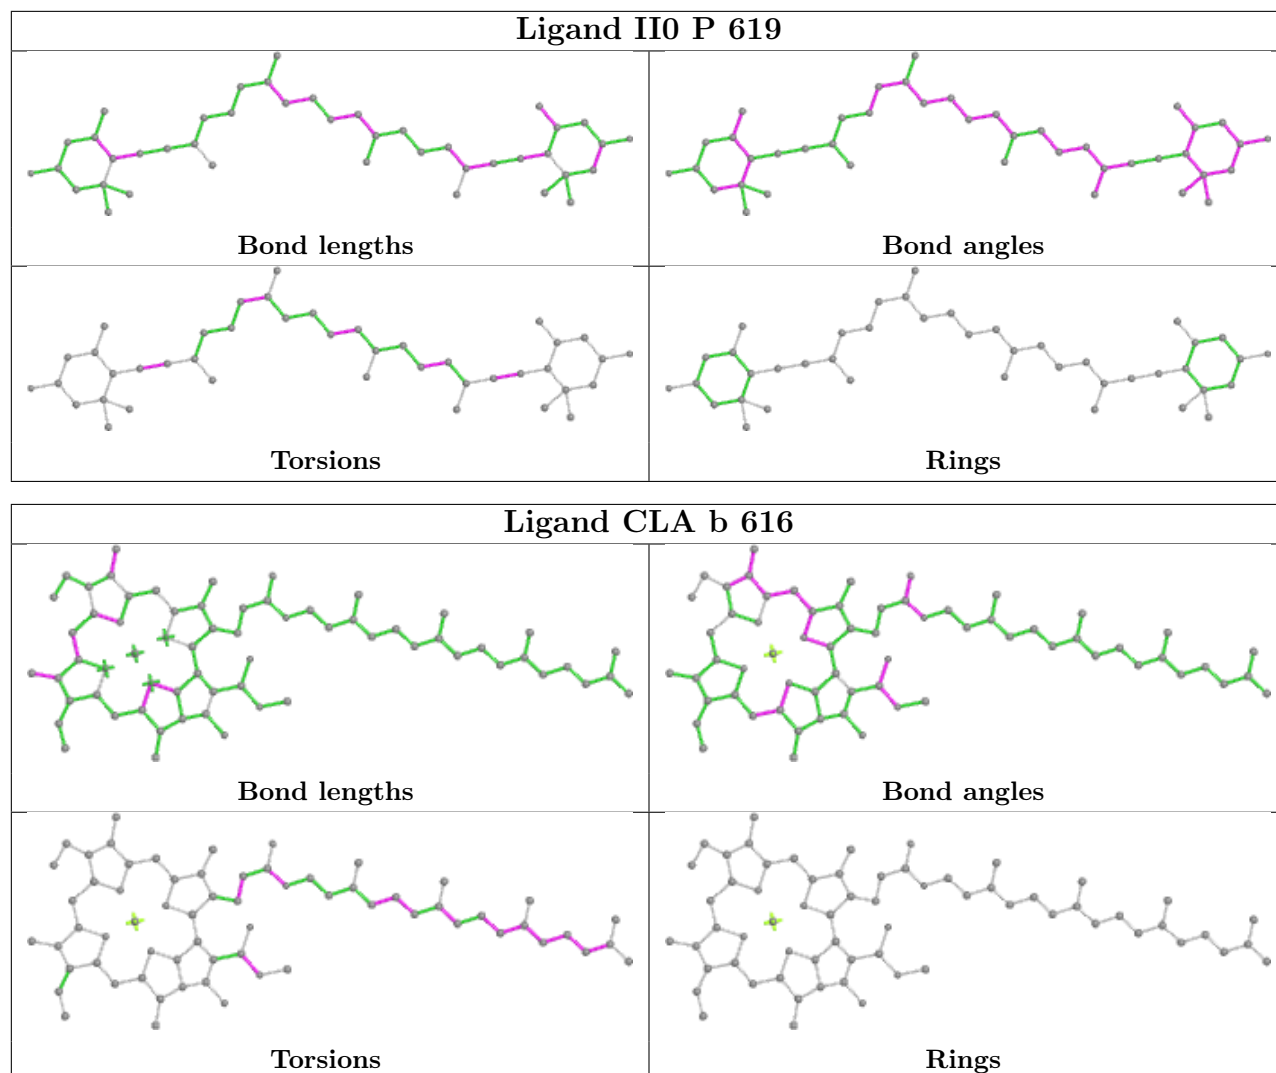 Ligand II0 P 619
Bond lengths
Bond angles
Torsions
Rings
Ligand CLA b 616
Bond lengths
Bond angles
Torsions
Rings